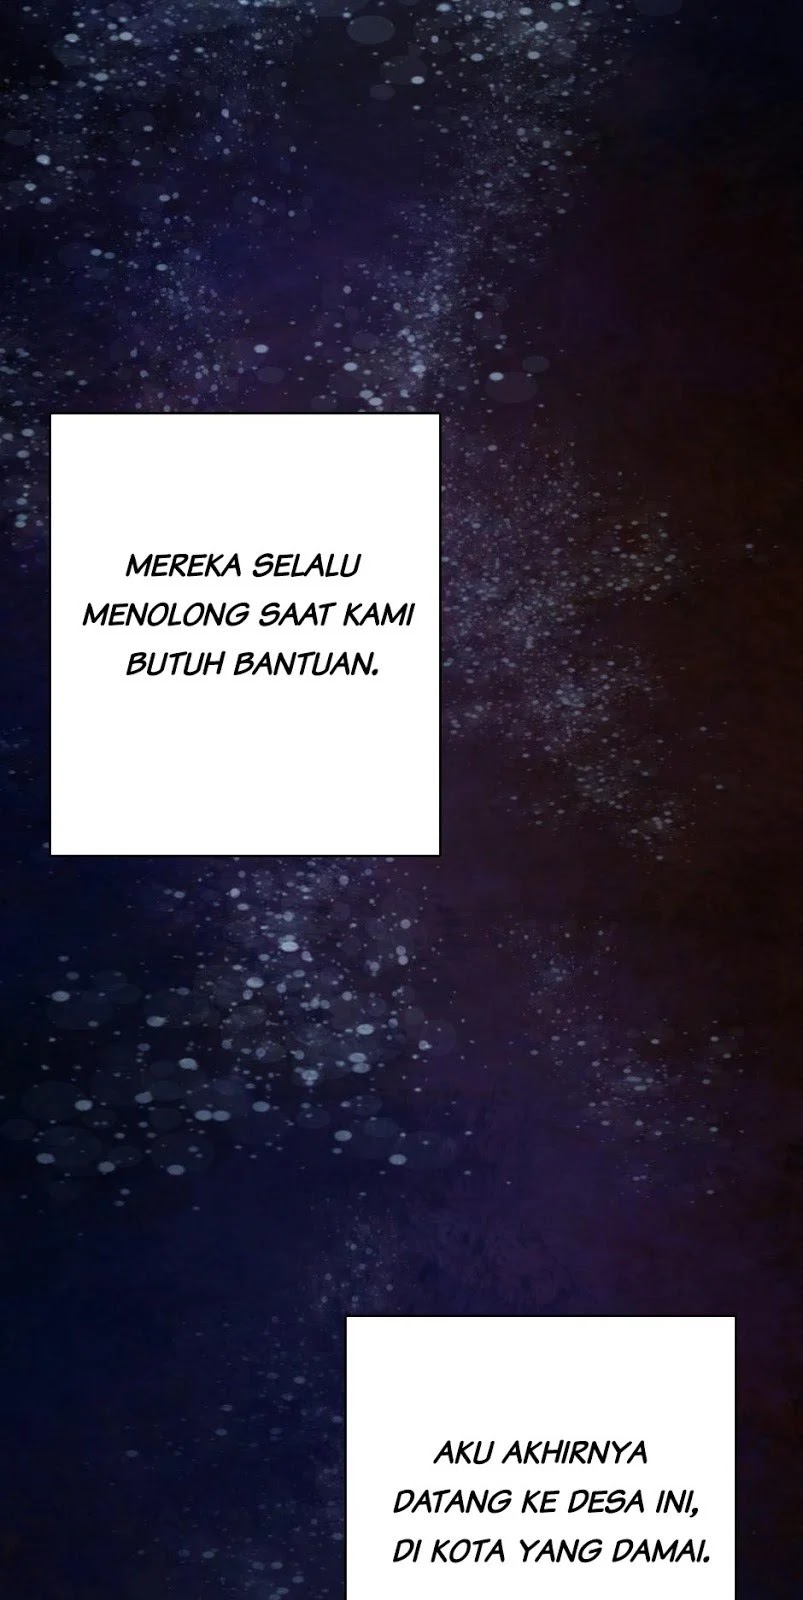 MEREKA SELALU
MENOLONG SAAT KAMI
BUTUH BANTUAN.
AKU AKHIRNYA
DATANG KE DESA INI,
DI KOTA YANG DAMAI.